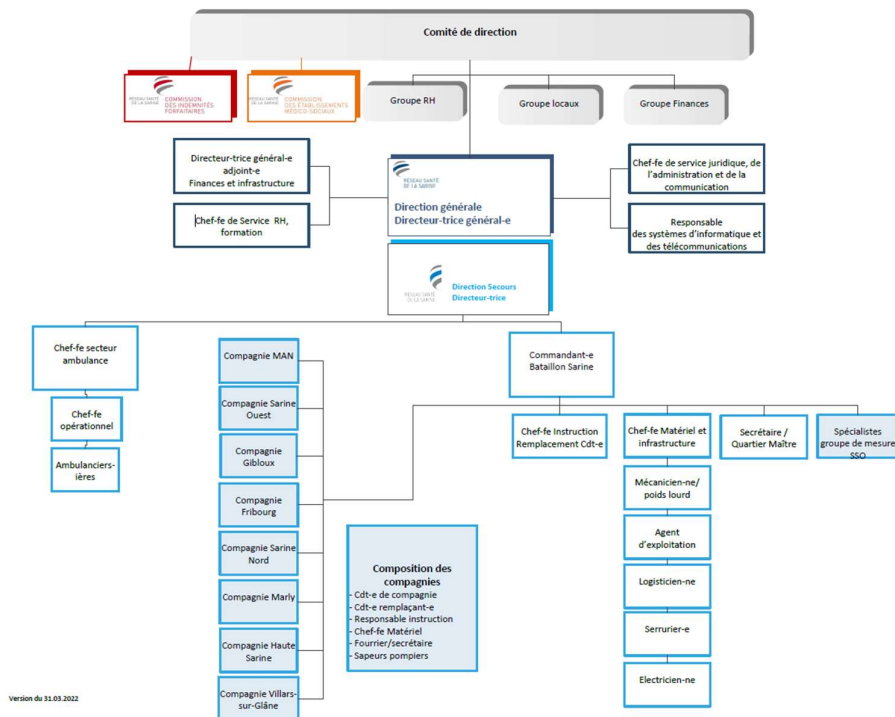 Comité de direction
RÉSEAU SANTÉ
DE LA SARINE
COMMISSION
DES INDEMNITÉS
FORFAITAIRES
RÉSEAU SANTÉ
DE LA SARINE
COMMISSION
DES ÉTABLISSEMENTS
MÉDICO-SOCIAUX
Groupe RH
Groupe locaux
Groupe Finances
Directeur-trice général-e
adjoint-e
Finances et infrastructure
Chef-fe de Service RH,
formation
RÉSEAU SANTÉ
DE LA SARINE
Direction générale
Directeur-trice général-e
Chef-fe de service juridique, de
l'administration et de la
communication
Responsable
des systèmes d'informatique et
des télécommunications
RÉSEAU SANTÉ
DE LA SARINE
Direction Secours
Directeur-trice
Chef-fe secteur
ambulance
Chef-fe
opérationnel
Ambulanciers-
ières
Compagnie MAN
Compagnie Sarine
Ouest
Compagnie
Gibloux
Compagnie
Fribourg
Compagnie Sarine
Nord
Compagnie Marly
Compagnie Haute
Sarine
Compagnie Villars-
sur-Glâne
Commandant-e
Bataillon Sarine
Chef-fe Instruction
Remplacement Cdt-e
Chef-fe Matériel et
infrastructure
Secrétaire /
Quartier Maître
Spécialistes
groupe de mesure
SSO
Mécanicien-ne/
poids lourd
Agent
d'exploitation
Logisticien-ne
Serrurier-e
Electricien-ne
Composition des
compagnies
- Cdt-e de compagnie
- Cdt-e remplaçant-e
- Responsable instruction
- Chef-fe Matériel
- Fourrier/secrétaire
- Sapeurs pompiers
Version du 31.03.2022